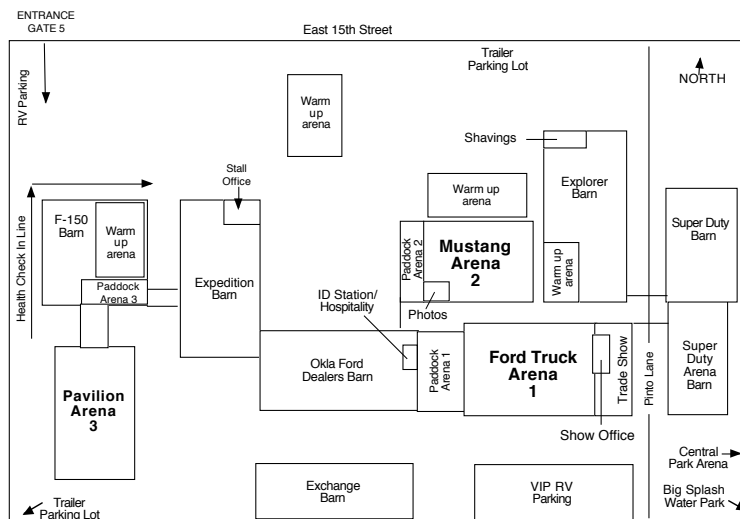 ENTRANCE
GATE 5
East 15th Street
RV Parking
Trailer
Parking Lot
NORTH
Warm
up
arena
Shavings
Stall
Office
Explorer
Barn
Warm up
arena
F-150
Barn
Warm
up
arena
Super Duty
Barn
Health Check In Line
Paddock
Arena 2
Mustang
Arena
2
Warm up
arena
Expedition
Barn
Paddock
Arena 3
ID Station/
Hospitality
Photos
Okla Ford
Dealers Barn
Paddock
Arena 1
Ford Truck
Arena
1
Trade Show
Pinto Lane
Super
Duty
Arena
Barn
Pavilion
Arena
3
Show Office
Central
Park Arena
Exchange
Barn
VIP RV
Parking
Big Splash
Water Park
Trailer
Parking Lot